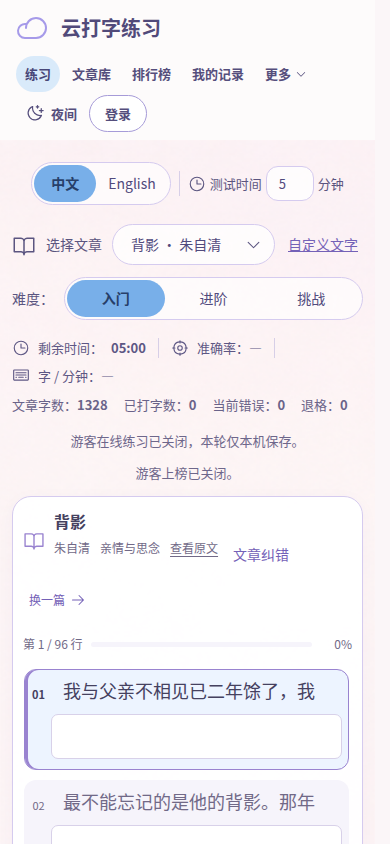 云打字练习
练习 文章库 排行榜 我的记录 更多
夜间 登录
中文 English 测试时间 5 分钟
选择文章 背影 · 朱自清 自定义文字
难度： 入门 进阶 挑战
剩余时间： 05:00 准确率：—
字 / 分钟：—
文章字数：1328 已打字数：0 当前错误：0 退格：0
游客在线练习已关闭，本轮仅本机保存。
游客上榜已关闭。
背影
朱自清 亲情与思念 查看原文 文章纠错
换一篇 →
第 1 / 96 行 0%
01 我与父亲不相见已二年馀了，我
02 最不能忘记的是他的背影。那年